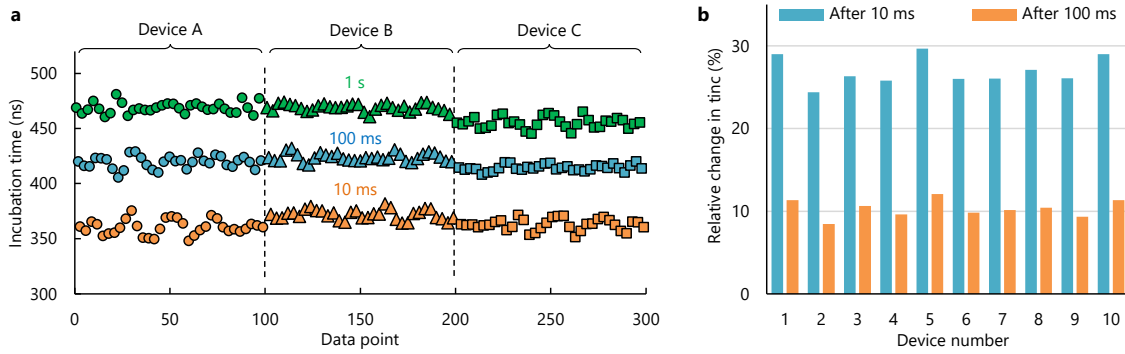 a
Device A
Device B
Device C
Incubation time (ns)
500
450
400
350
300
1 s
100 ms
10 ms
0
50
100
150
200
250
300
Data point
b
After 10 ms
After 100 ms
Relative change in tinc (%)
30
20
10
0
1 2 3 4 5 6 7 8 9 10
Device number